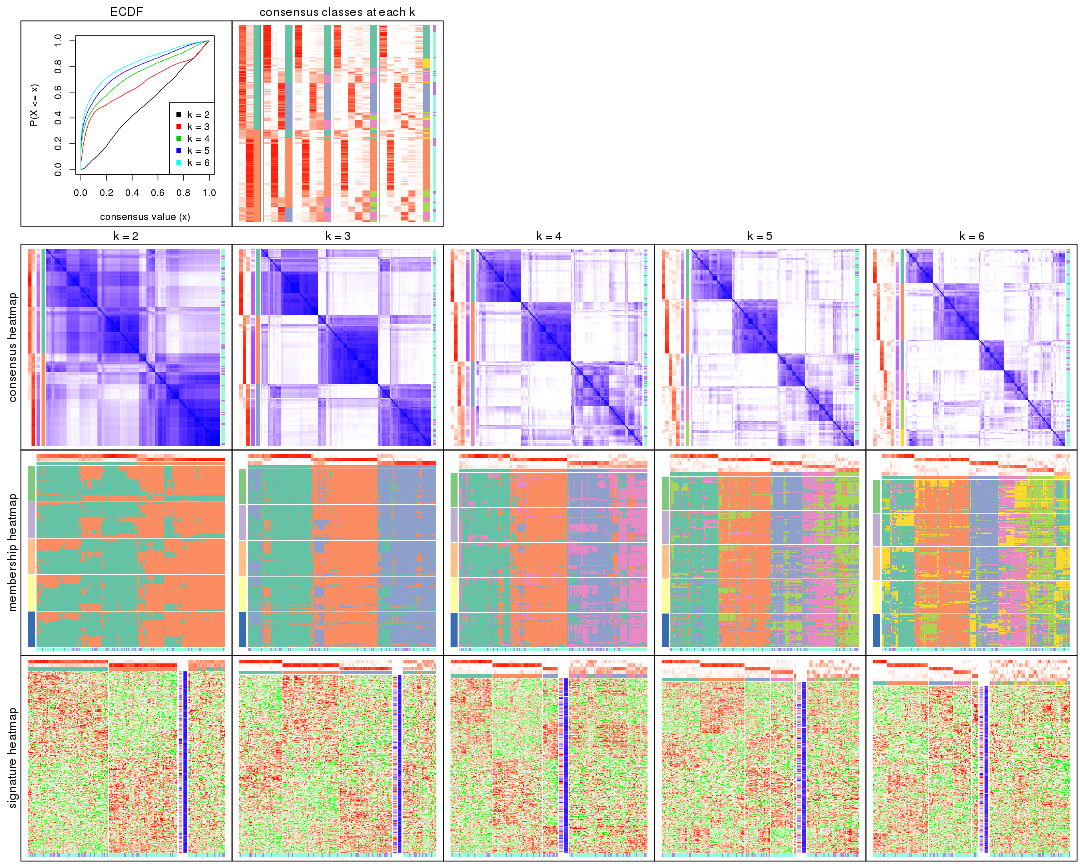 ECDF
consensus classes at each k
P(X <= x)
0.0 0.2 0.4 0.6 0.8 1.0
k = 2
k = 3
k = 4
k = 5
k = 6
0.0 0.2 0.4 0.6 0.8 1.0
consensus value (x)
k = 2 k = 3 k = 4 k = 5 k = 6
consensus heatmap
membership heatmap
signature heatmap